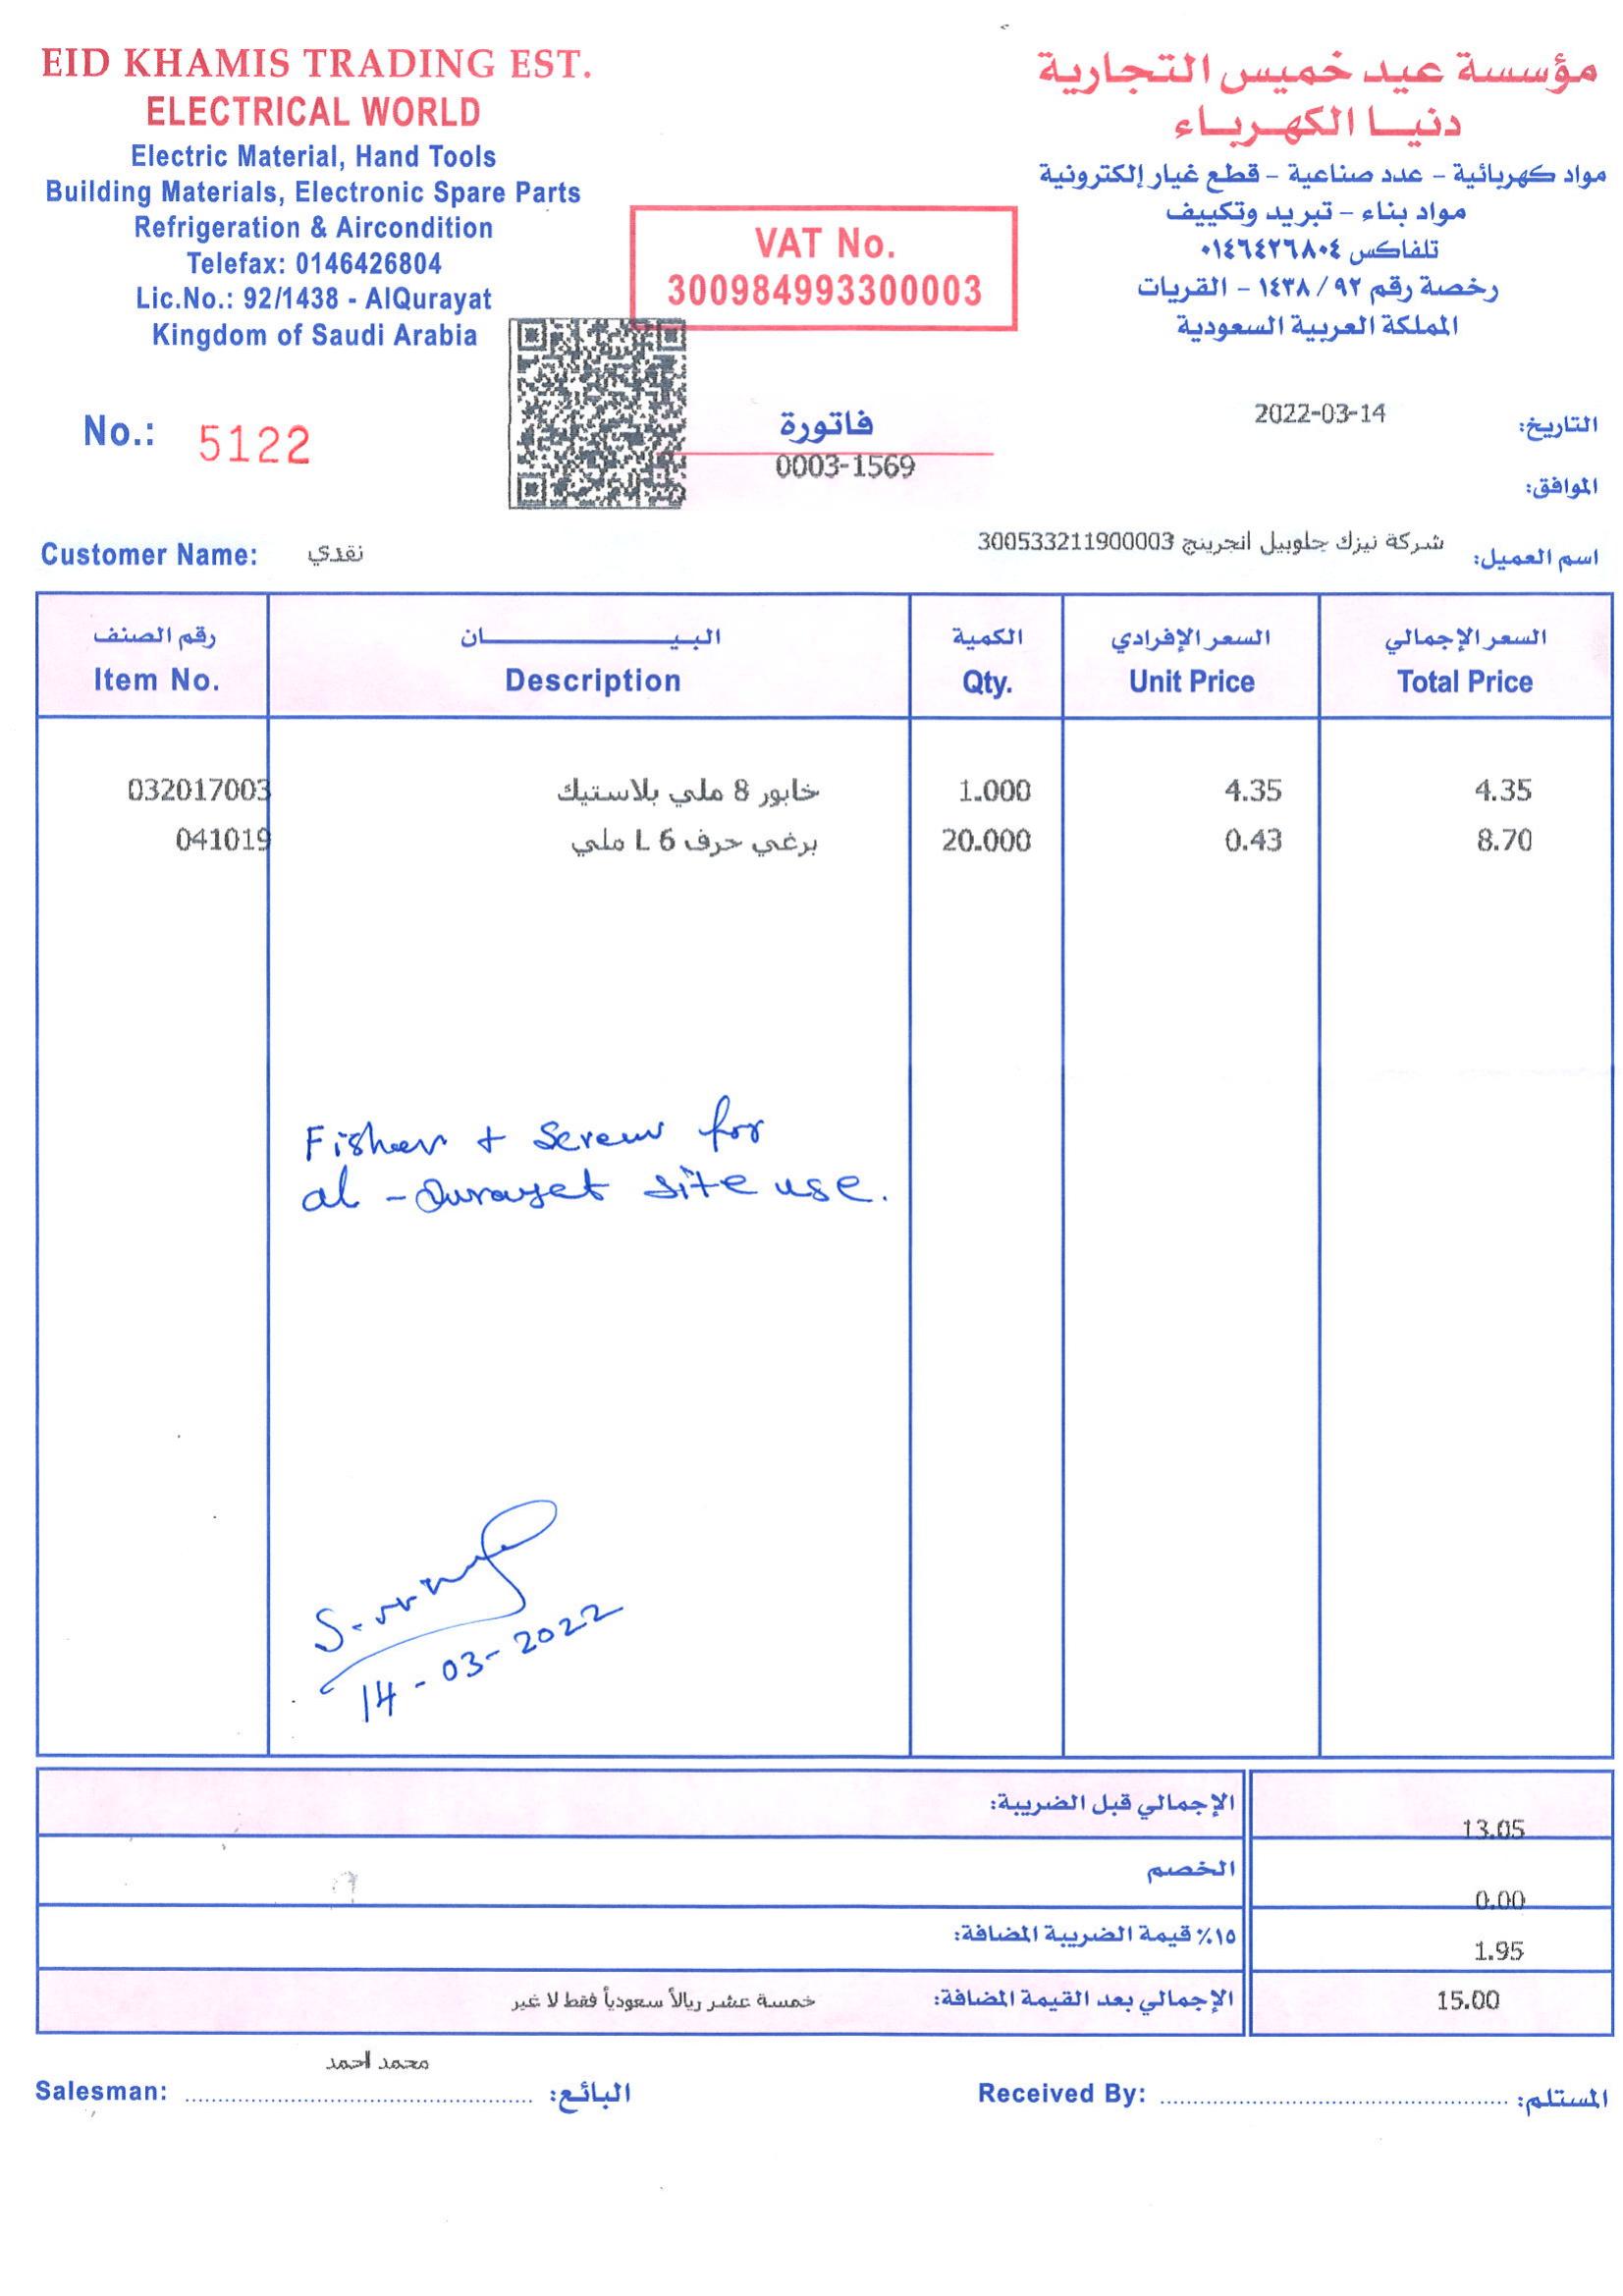 EID KHAMIS TRADING EST.
ELECTRICAL WORLD
Electric Material, Hand Tools
Building Materials, Electronic Spare Parts
Refrigeration & Aircondition
Telefax: 0146426804
Lic.No.: 92/1438 - AlQurayat
Kingdom of Saudi Arabia
مؤسسة عيد خميس التجارية
دنيا الكهرباء
مواد كهربائية - عدد صناعية - قطع غيار إلكترونية
مواد بناء - تبريد وتكييف
تلفاكس ٠١٤٦٤٢٦٨٠٤
رخصة رقم ٩٢ / ١٤٣٨ - القريات
المملكة العربية السعودية
VAT No.
300984993300003
No.: 5122
فاتورة
0003-1569
التاريخ: 2022-03-14
الموافق:
Customer Name: نقدي
اسم العميل: شركة نيزك جلوبيل انجرينج 300533211900003
رقم الصنف البيــــــــان الكمية السعر الإفرادي السعر الإجمالي
Item No. Description Qty. Unit Price Total Price
032017003 خابور 8 ملي بلاستيك 1.000 4.35 4.35
041019 برغي حرف L 6 ملي 20.000 0.43 8.70
Fisher + Screw for
al - Qurayet site use.
14-03-2022
الإجمالي قبل الضريبة: 13.05
الخصم 0.00
١٥٪ قيمة الضريبة المضافة: 1.95
الإجمالي بعد القيمة المضافة: خمسة عشر ريالاً سعودياً فقط لا غير 15.00
محمد احمد
Salesman: البائع:
Received By: المستلم: